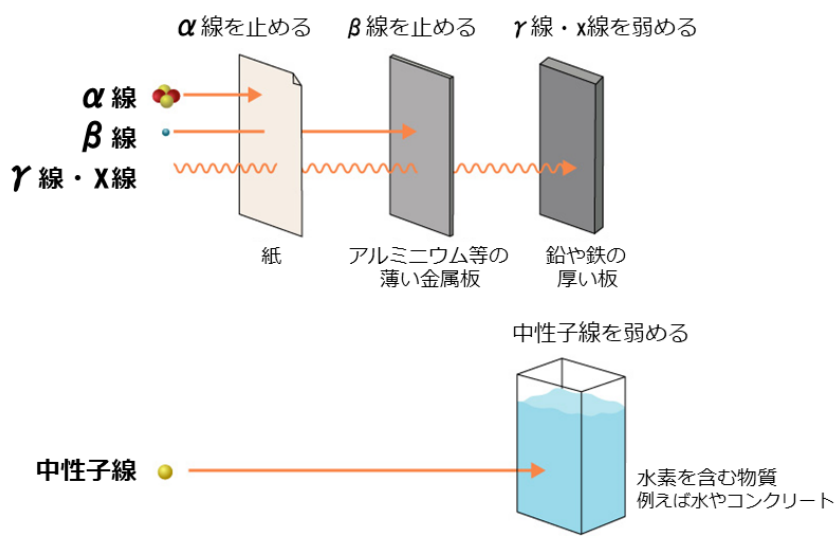 α線を止める
β線を止める
γ線・x線を弱める
α線
β線
γ線・X線
紙
アルミニウム等の
薄い金属板
鉛や鉄の
厚い板
中性子線を弱める
中性子線
水素を含む物質
例えば水やコンクリート